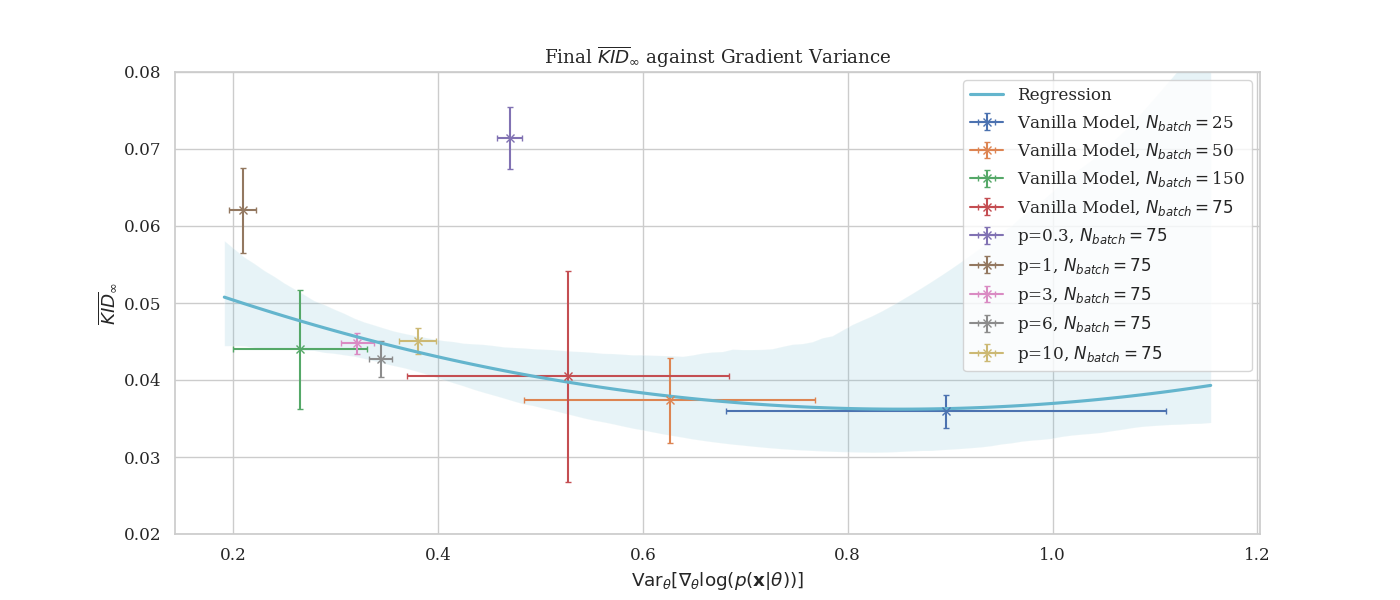 Final $\overline{KID}_\infty$ against Gradient Variance
0.08
0.07
0.06
0.05
0.04
0.03
0.02
$\overline{KID}_\infty$
0.2
0.4
0.6
0.8
1.0
1.2
$\mathrm{Var}_\theta[\nabla_\theta \log(p(\mathbf{x}|\theta))]$
Regression
Vanilla Model, $N_{batch} = 25$
Vanilla Model, $N_{batch} = 50$
Vanilla Model, $N_{batch} = 150$
Vanilla Model, $N_{batch} = 75$
p=0.3, $N_{batch} = 75$
p=1, $N_{batch} = 75$
p=3, $N_{batch} = 75$
p=6, $N_{batch} = 75$
p=10, $N_{batch} = 75$